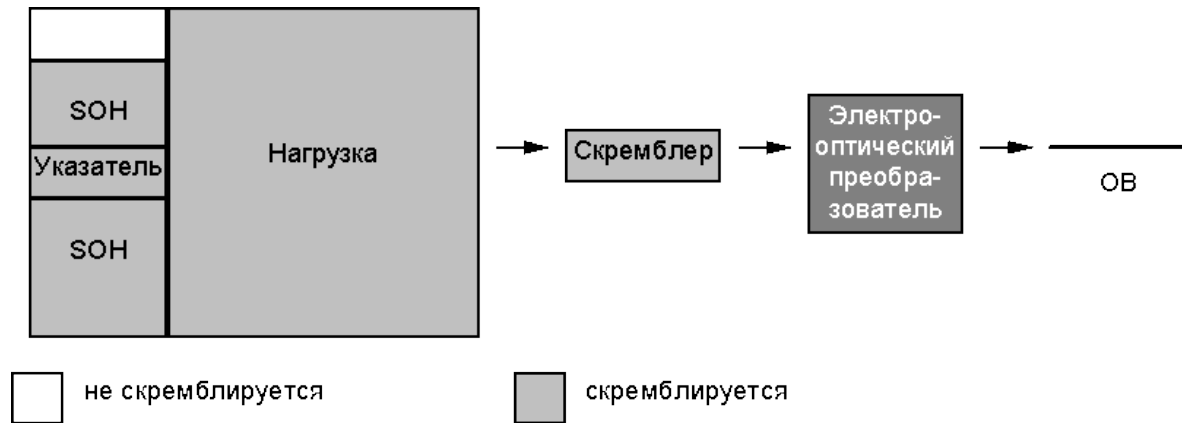 SOH
Указатель
SOH
Нагрузка
Скремблер
Электро-
оптический
преобра-
зователь
ОВ
не скремблируется
скремблируется